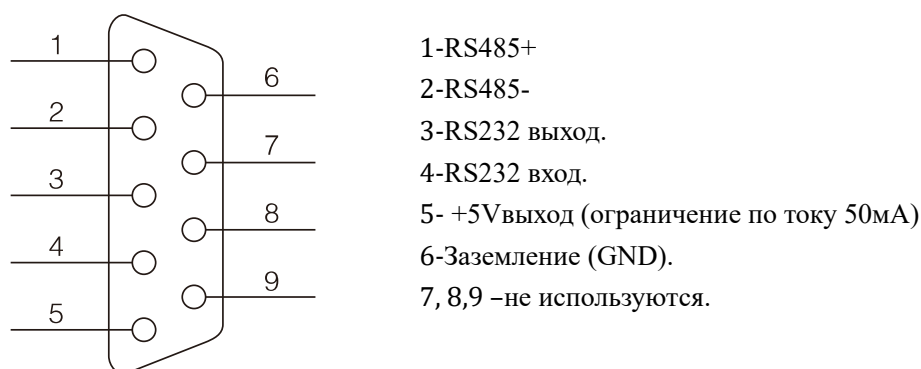 1
2
3
4
5
6
7
8
9
1-RS485+
2-RS485-
3-RS232 выход.
4-RS232 вход.
5- +5Vвыход (ограничение по току 50мА)
6-Заземление (GND).
7, 8,9 –не используются.